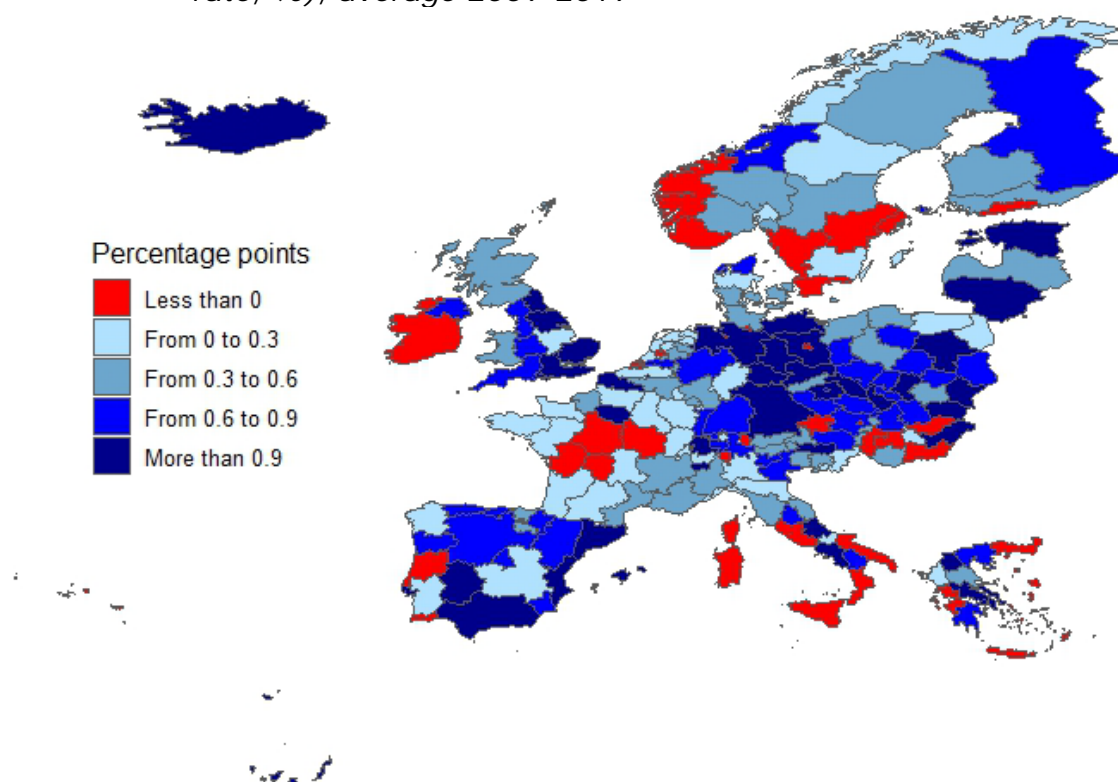 Percentage points
Less than 0
From 0 to 0.3
From 0.3 to 0.6
From 0.6 to 0.9
More than 0.9